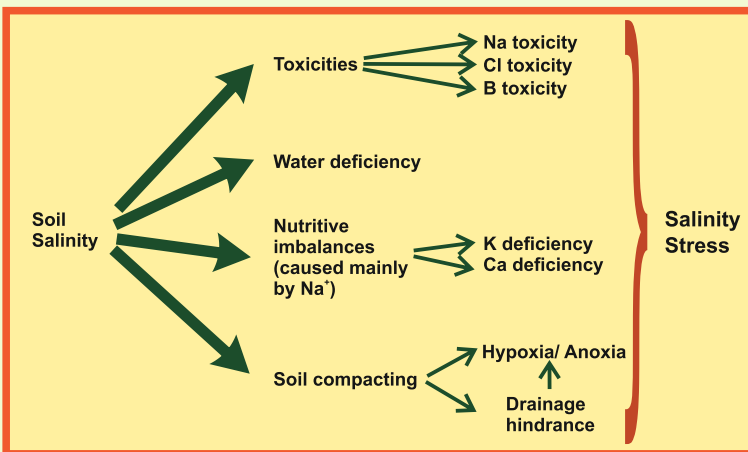 Soil
Salinity
Toxicities
Na toxicity
Cl toxicity
B toxicity
Water deficiency
Nutritive
imbalances
(caused mainly
by Na⁺)
K deficiency
Ca deficiency
Soil compacting
Hypoxia/ Anoxia
Drainage
hindrance
Salinity
Stress